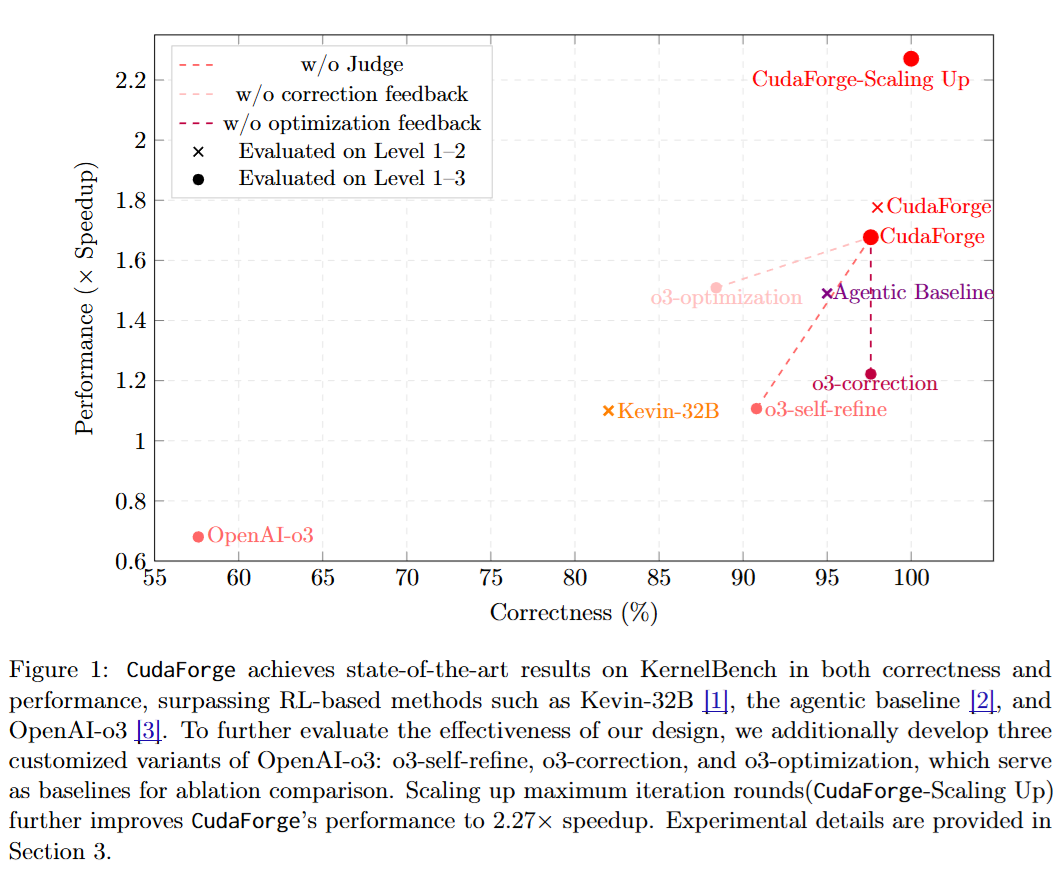 w/o Judge
w/o correction feedback
w/o optimization feedback
Evaluated on Level 1–2
Evaluated on Level 1–3
CudaForge-Scaling Up
CudaForge
CudaForge
o3-optimization
Agentic Baseline
o3-correction
Kevin-32B
o3-self-refine
OpenAI-o3
2.2
2
1.8
1.6
1.4
1.2
1
0.8
0.6
Performance (× Speedup)
55 60 65 70 75 80 85 90 95 100
Correctness (%)
Figure 1: CudaForge achieves state-of-the-art results on KernelBench in both correctness and
performance, surpassing RL-based methods such as Kevin-32B [1], the agentic baseline [2], and
OpenAI-o3 [3]. To further evaluate the effectiveness of our design, we additionally develop three
customized variants of OpenAI-o3: o3-self-refine, o3-correction, and o3-optimization, which serve
as baselines for ablation comparison. Scaling up maximum iteration rounds(CudaForge-Scaling Up)
further improves CudaForge's performance to 2.27× speedup. Experimental details are provided in
Section 3.